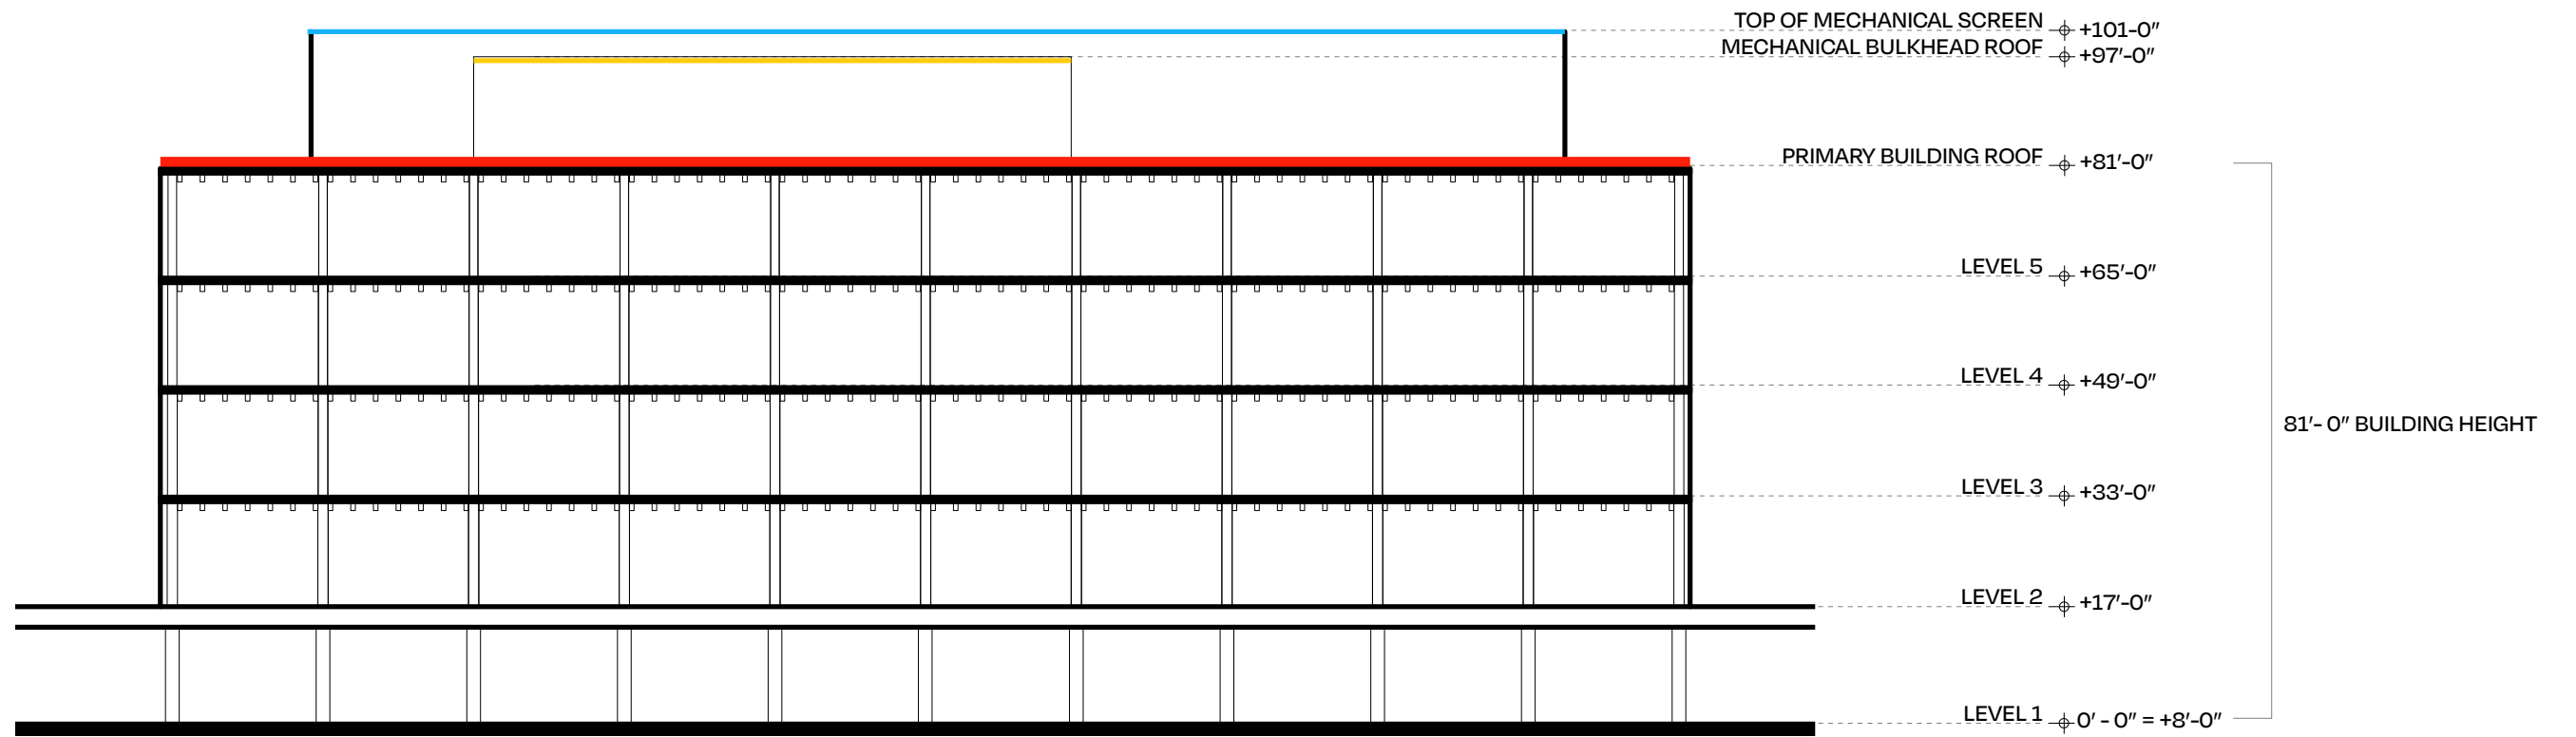 TOP OF MECHANICAL SCREEN +101-0″
MECHANICAL BULKHEAD ROOF +97′-0″
PRIMARY BUILDING ROOF +81′-0″
LEVEL 5 +65′-0″
LEVEL 4 +49′-0″
81′- 0″ BUILDING HEIGHT
LEVEL 3 +33′-0″
LEVEL 2 +17′-0″
LEVEL 1 0′ - 0″ = +8′-0″